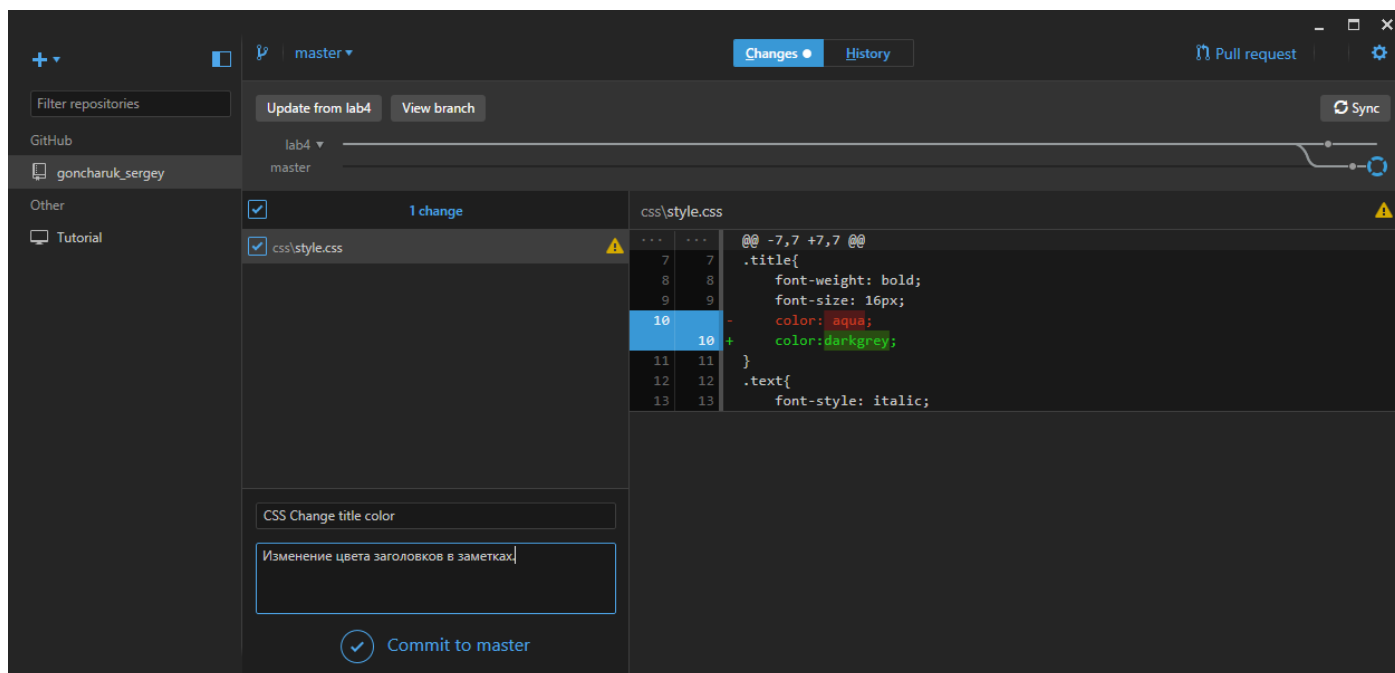 master
Changes
History
Pull request
Filter repositories
GitHub
goncharuk_sergey
Other
Tutorial
Update from lab4
View branch
Sync
lab4
master
1 change
css\style.css
CSS Change title color
Изменение цвета заголовков в заметках.
Commit to master
css\style.css
... ... @@ -7,7 +7,7 @@
7 7 .title{
8 8 font-weight: bold;
9 9 font-size: 16px;
10 - color: aqua;
10 + color:darkgrey;
11 11 }
12 12 .text{
13 13 font-style: italic;